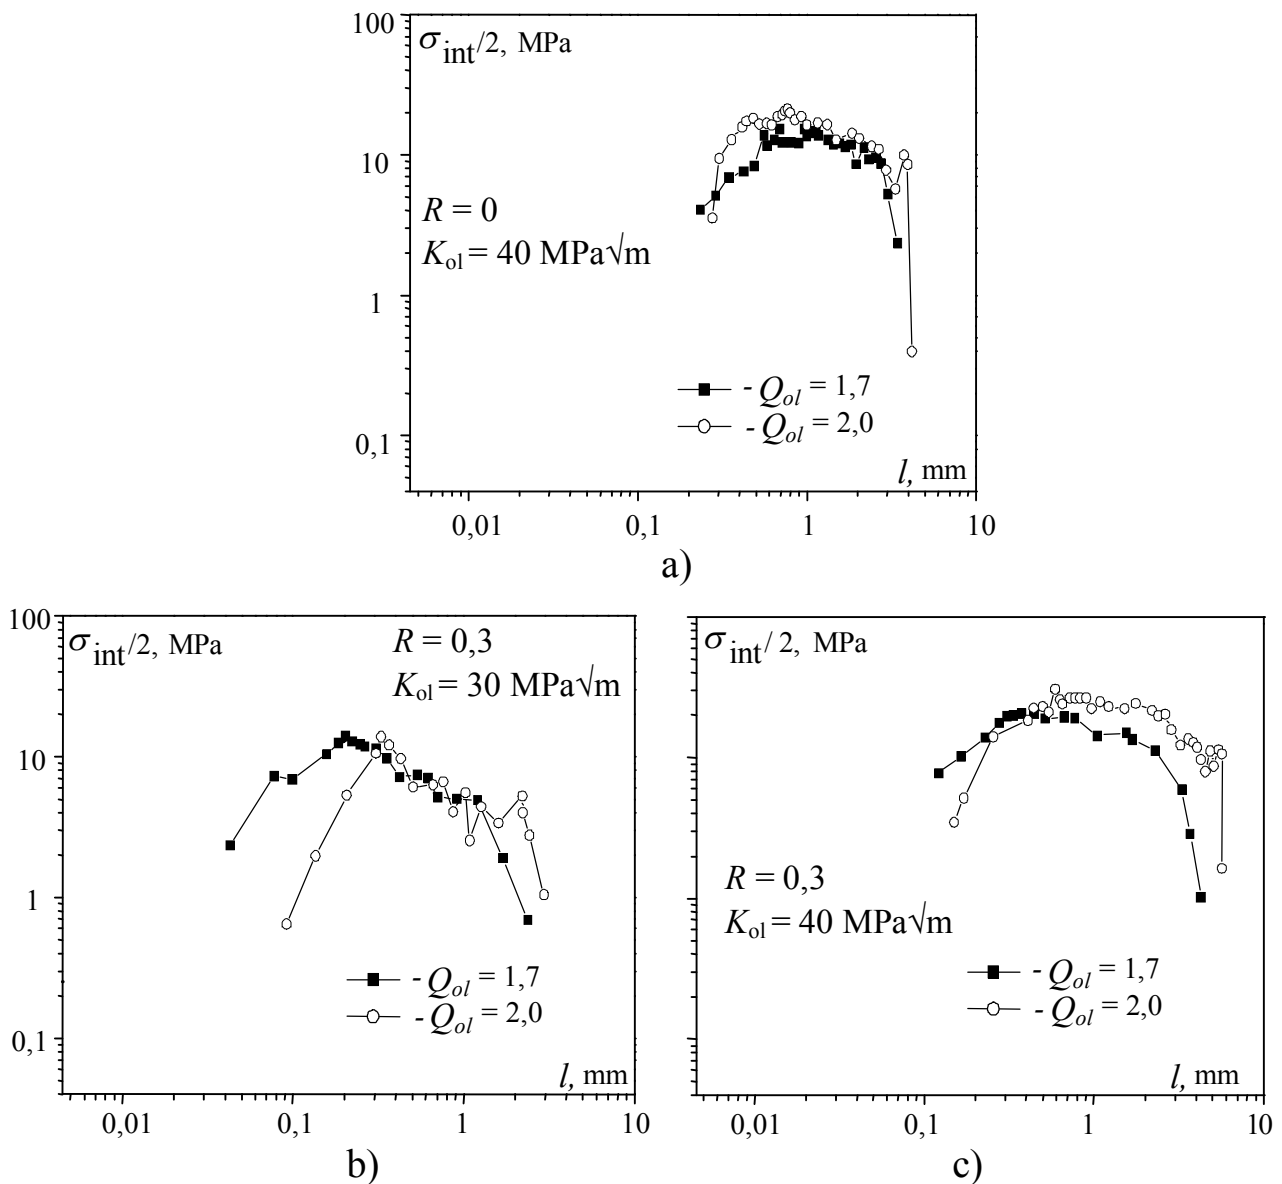 100
σint/2, MPa
10
R = 0
Kol = 40 MPa√m
1
- Qol = 1,7
- Qol = 2,0
0,1
l, mm
0,01 0,1 1 10
a)
100
σint/2, MPa
R = 0,3
Kol = 30 MPa√m
10
1
- Qol = 1,7
- Qol = 2,0
0,1
l, mm
0,01 0,1 1 10
b)
σint/ 2, MPa
R = 0,3
Kol = 40 MPa√m
- Qol = 1,7
- Qol = 2,0
l, mm
0,01 0,1 1 10
c)